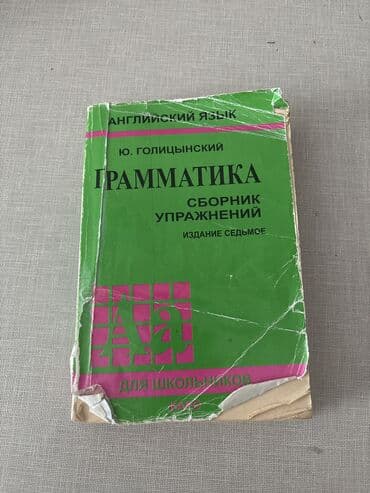 АНГЛИЙСКИЙ ЯЗЫК
Ю. ГОЛИЦЫНСКИЙ
ГРАММАТИКА
СБОРНИК
УПРАЖНЕНИЙ
ИЗДАНИЕ СЕДЬМОЕ
ДЛЯ ШКОЛЬНИКОВ